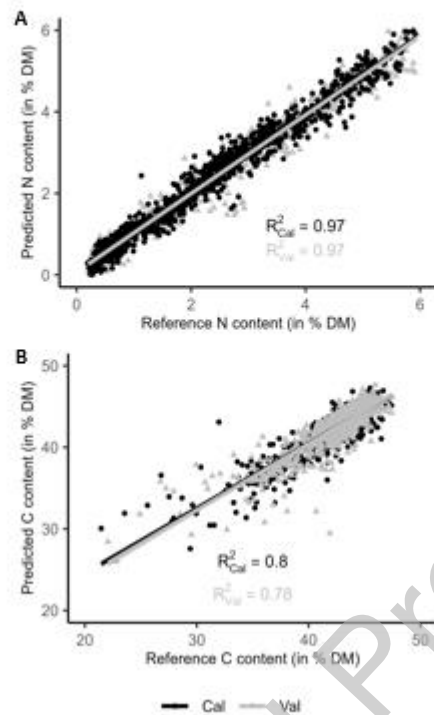 A
6
4
2
0
Predicted N content (in % DM)
R²Cal = 0.97
R²Val = 0.97
0 2 4 6
Reference N content (in % DM)
B
50
40
30
20
Predicted C content (in % DM)
R²Cal = 0.8
R²Val = 0.78
20 30 40 50
Reference C content (in % DM)
Cal Val